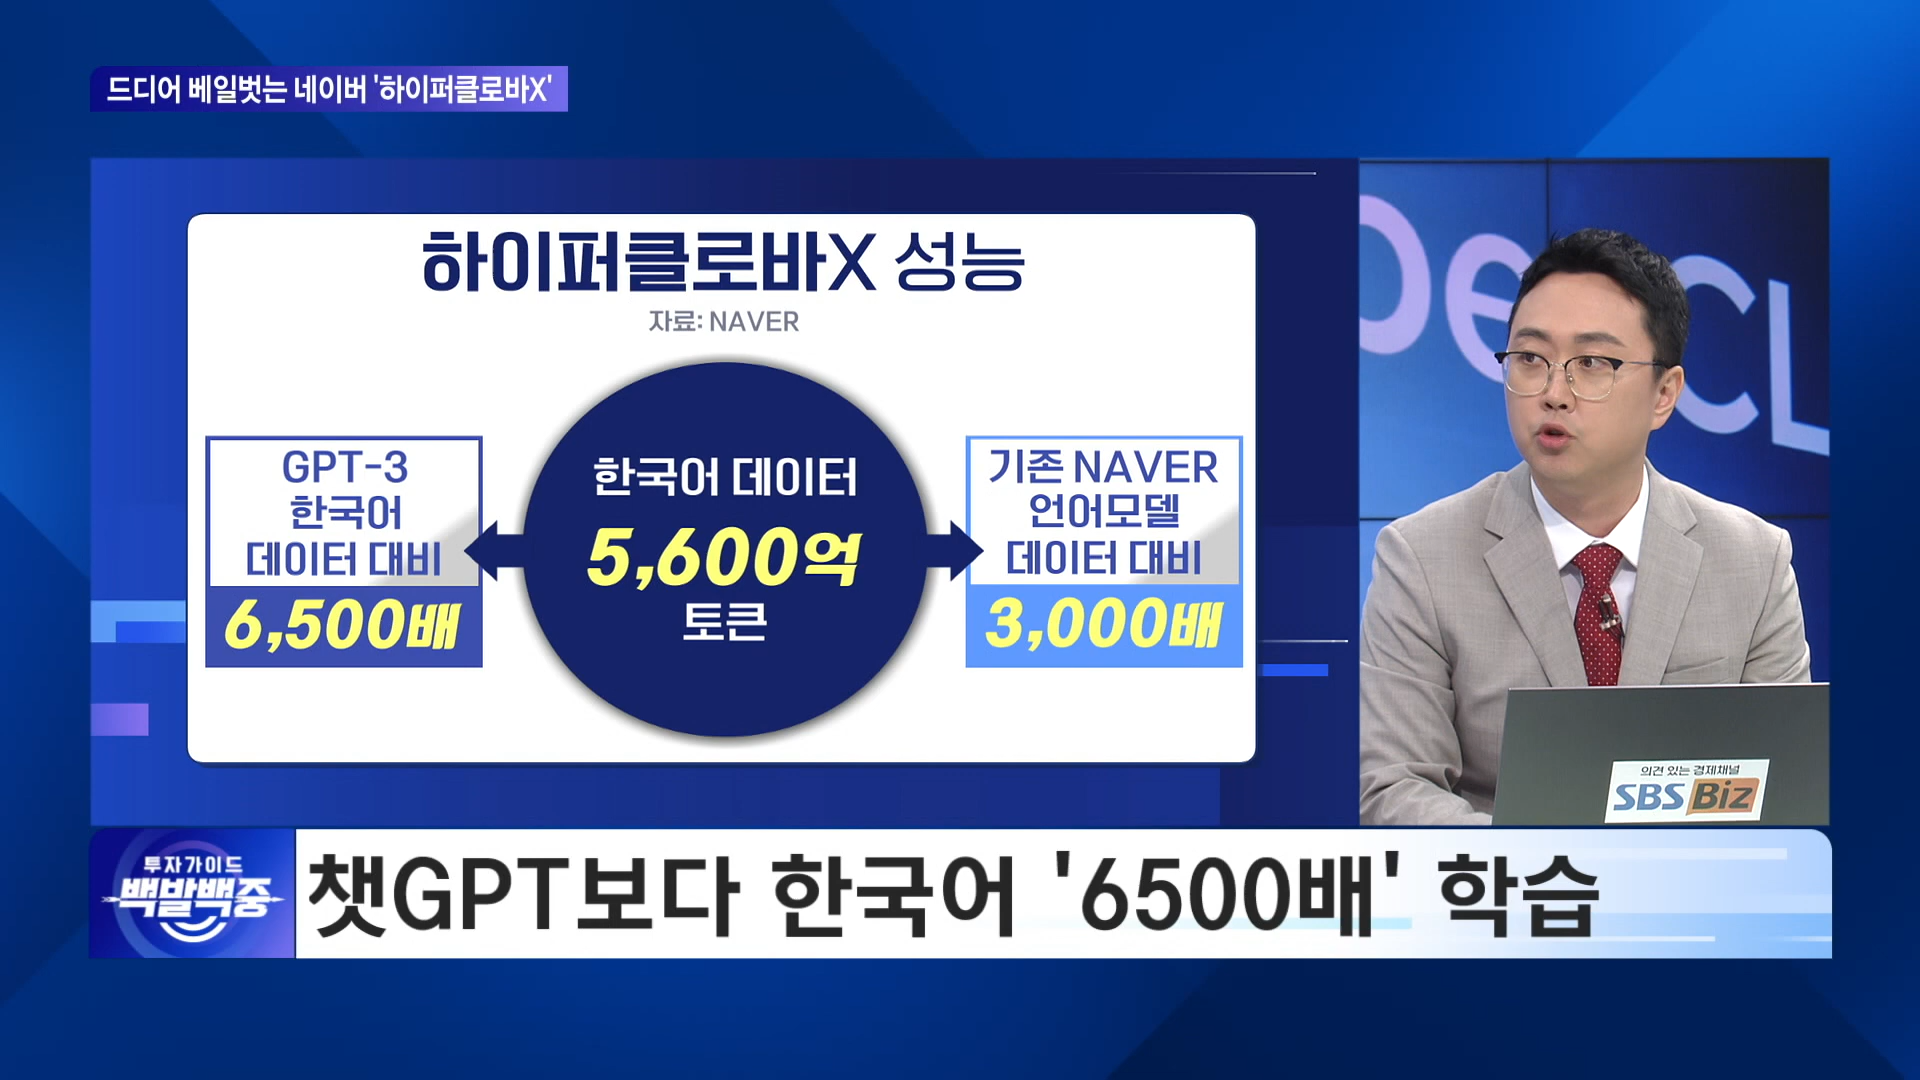 드디어 베일벗는 네이버 '하이퍼클로바X'
하이퍼클로바X 성능
자료: NAVER
GPT-3
한국어
데이터 대비
6,500배
한국어 데이터
5,600억
토큰
기존 NAVER
언어모델
데이터 대비
3,000배
pe
CL
의견 있는 경제채널
SBS Biz
투자가이드
백발백중
챗GPT보다 한국어 '6500배' 학습